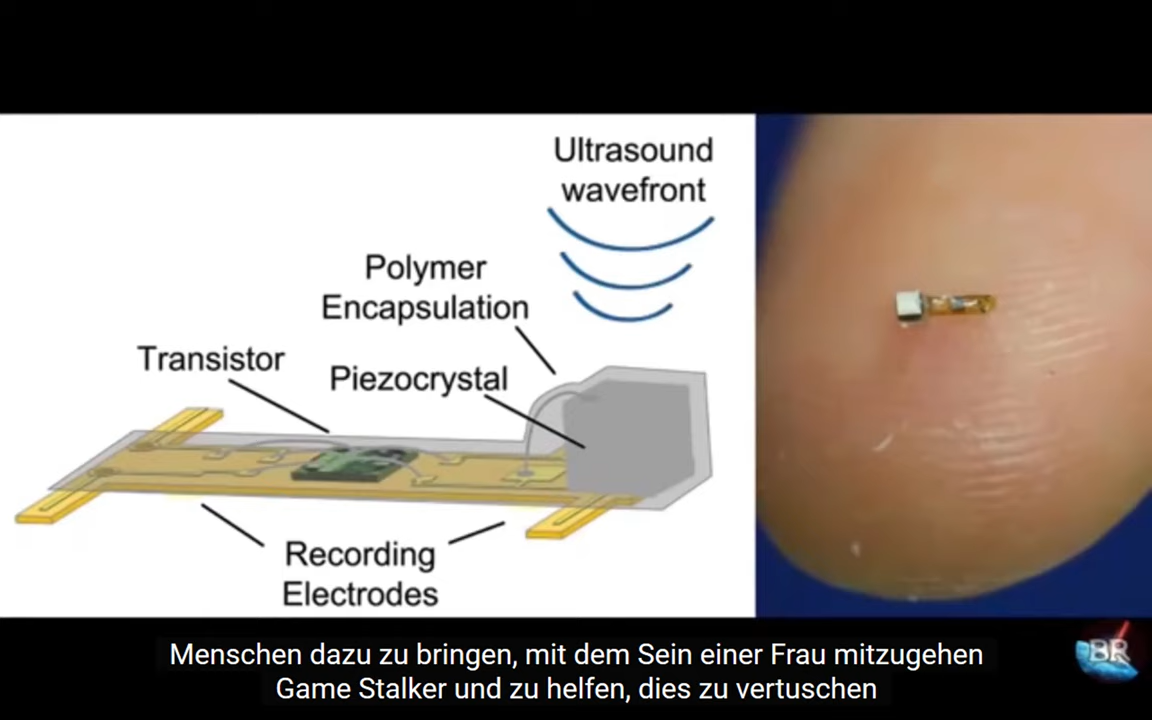 Ultrasound
wavefront
Polymer
Encapsulation
Transistor
Piezocrystal
Recording
Electrodes
Menschen dazu zu bringen, mit dem Sein einer Frau mitzugehen
Game Stalker und zu helfen, dies zu vertuschen
BR